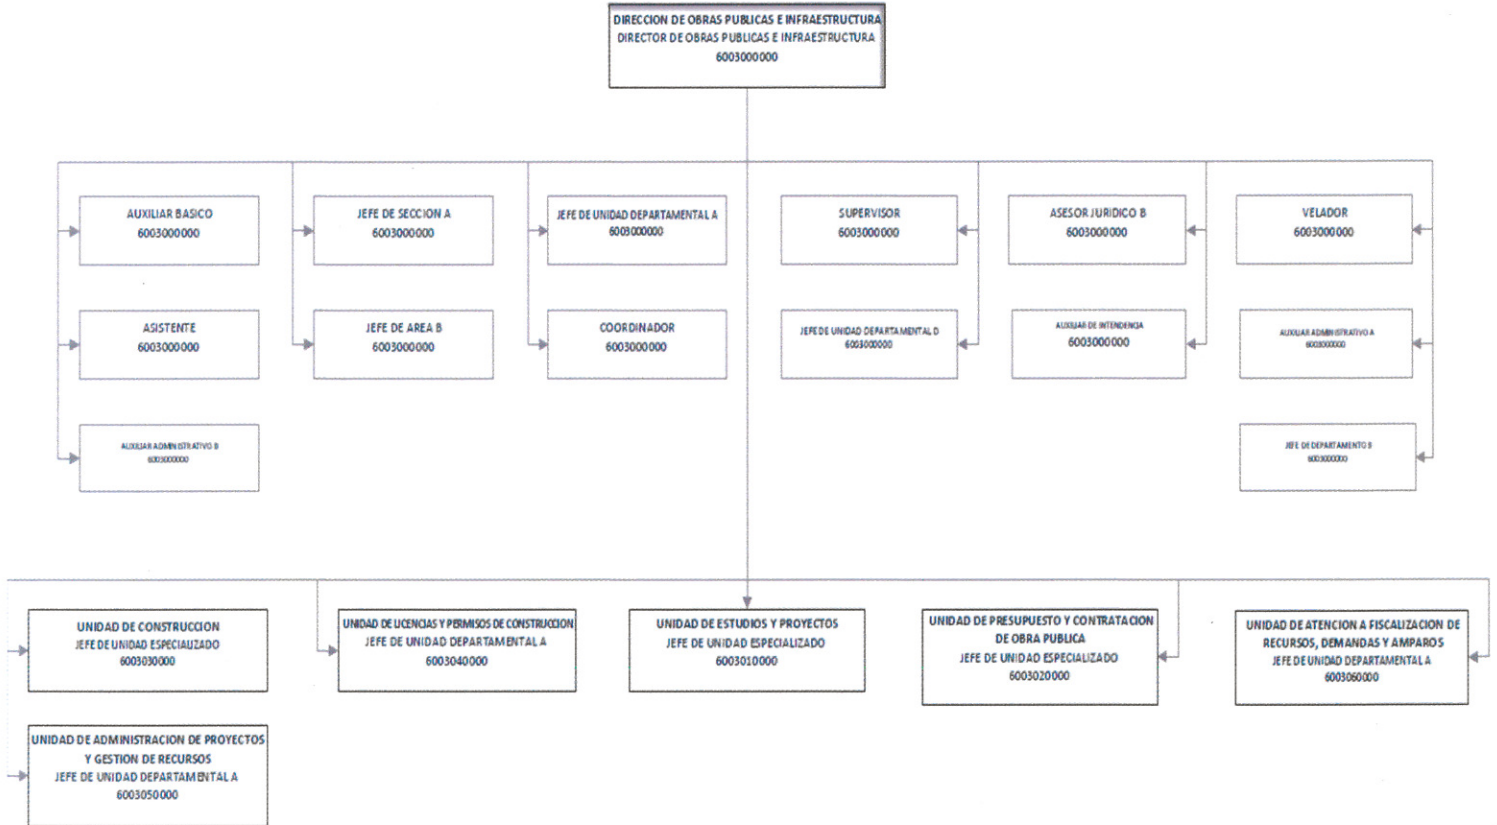 DIRECCION DE OBRAS PUBLICAS E INFRAESTRUCTURA
DIRECTOR DE OBRAS PUBLICAS E INFRAESTRUCTURA
6003000000
AUXILIAR BASICO
6003000000
JEFE DE SECCION A
6003000000
JEFE DE UNIDAD DEPARTAMENTAL A
6003000000
SUPERVISOR
6003000000
ASESOR JURIDICO B
6003000000
VELADOR
6003000000
ASISTENTE
6003000000
JEFE DE AREA B
6003000000
COORDINADOR
6003000000
JEFE DE UNIDAD DEPARTAMENTAL D
6003000000
AUXILIAR DE INTENDENCIA
6003000000
AUXILIAR ADMINISTRATIVO A
6003000000
AUXILIAR ADMINISTRATIVO B
6003000000
JEFE DE DEPARTAMENTO B
6003000000
UNIDAD DE CONSTRUCCION
JEFE DE UNIDAD ESPECIALIZADO
6003030000
UNIDAD DE LICENCIAS Y PERMISOS DE CONSTRUCCION
JEFE DE UNIDAD DEPARTAMENTAL A
6003040000
UNIDAD DE ESTUDIOS Y PROYECTOS
JEFE DE UNIDAD ESPECIALIZADO
6003010000
UNIDAD DE PRESUPUESTO Y CONTRATACION
DE OBRA PUBLICA
JEFE DE UNIDAD ESPECIALIZADO
6003020000
UNIDAD DE ATENCION A FISCALIZACION DE
RECURSOS, DEMANDAS Y AMPAROS
JEFE DE UNIDAD DEPARTAMENTAL A
6003060000
UNIDAD DE ADMINISTRACION DE PROYECTOS
Y GESTION DE RECURSOS
JEFE DE UNIDAD DEPARTAMENTAL A
6003050000